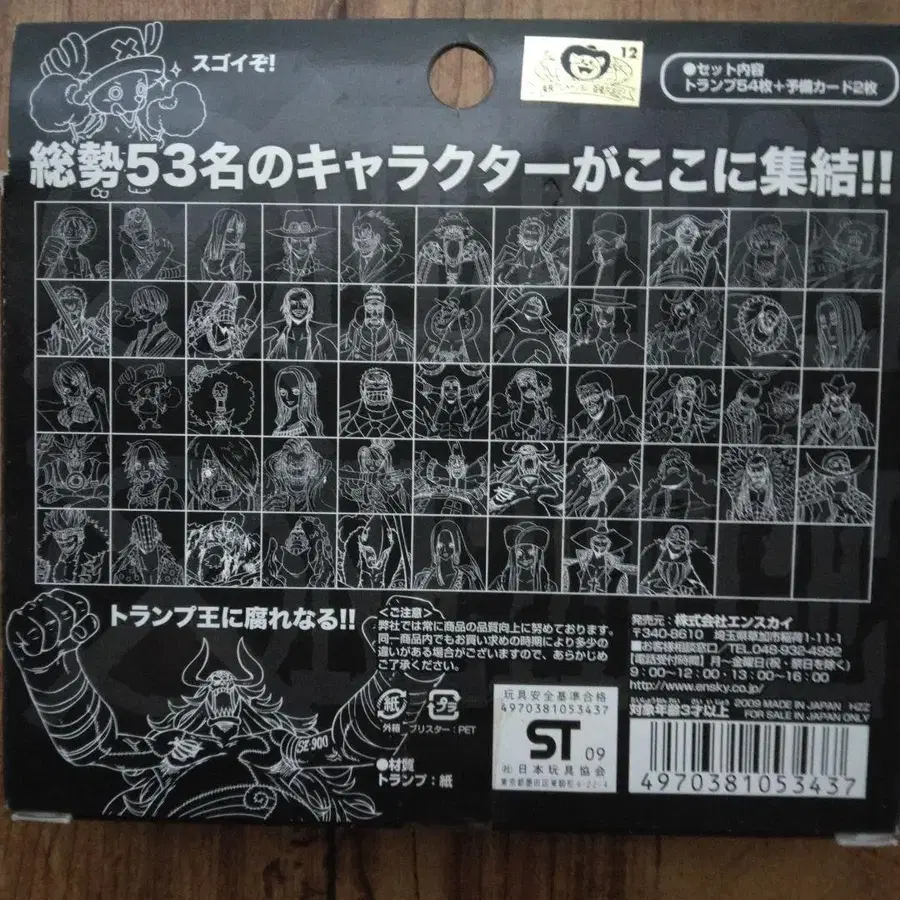 スゴイぞ!
12
●セット内容
トランプ54枚+予備カード2枚
総勢53名のキャラクターがここに集結!!
トランプ王に腐れなる!!
SE-900
<ご注意>
弊社では常に商品の品質向上に努めております。
同一商品内でもお買い求めの時期により多少の
違いがある場合がございますので、あらかじめ
ご了承ください。
紙
プラ
外箱
ブリスター:PET
●材質
トランプ:紙
玩具安全基準合格
4970381053437
ST 09
㈳日本玩具協会
発売元:株式会社エンスカイ
〒340-8610 埼玉県草加市稲荷1-11-1
■お客様相談窓口/TEL.048-932-4992
【電話受付時間】月~金曜日(祝・祭日を除く)
9:00~12:00・13:00~16:00
http://www.ensky.co.jp/
対象年齢3才以上
2009 MADE IN JAPAN H22
FOR SALE IN JAPAN ONLY
4970381053437